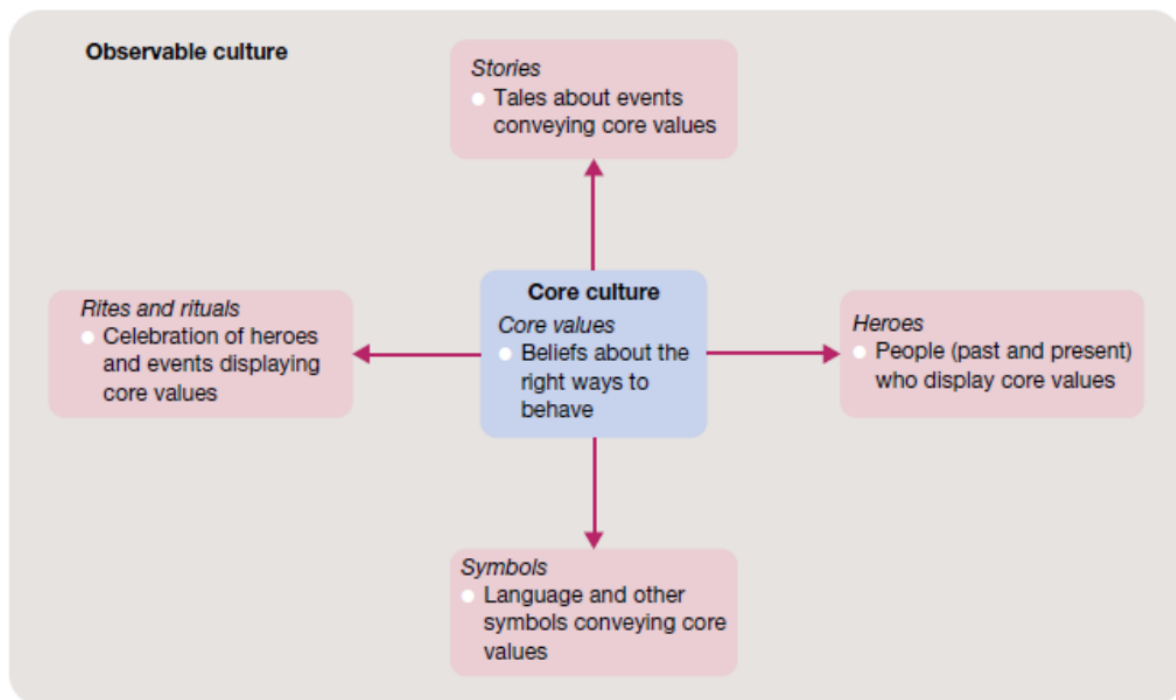 Observable culture
Stories
Tales about events
conveying core values
Rites and rituals
Celebration of heroes
and events displaying
core values
Core culture
Core values
Beliefs about the
right ways to
behave
Heroes
People (past and present)
who display core values
Symbols
Language and other
symbols conveying core
values